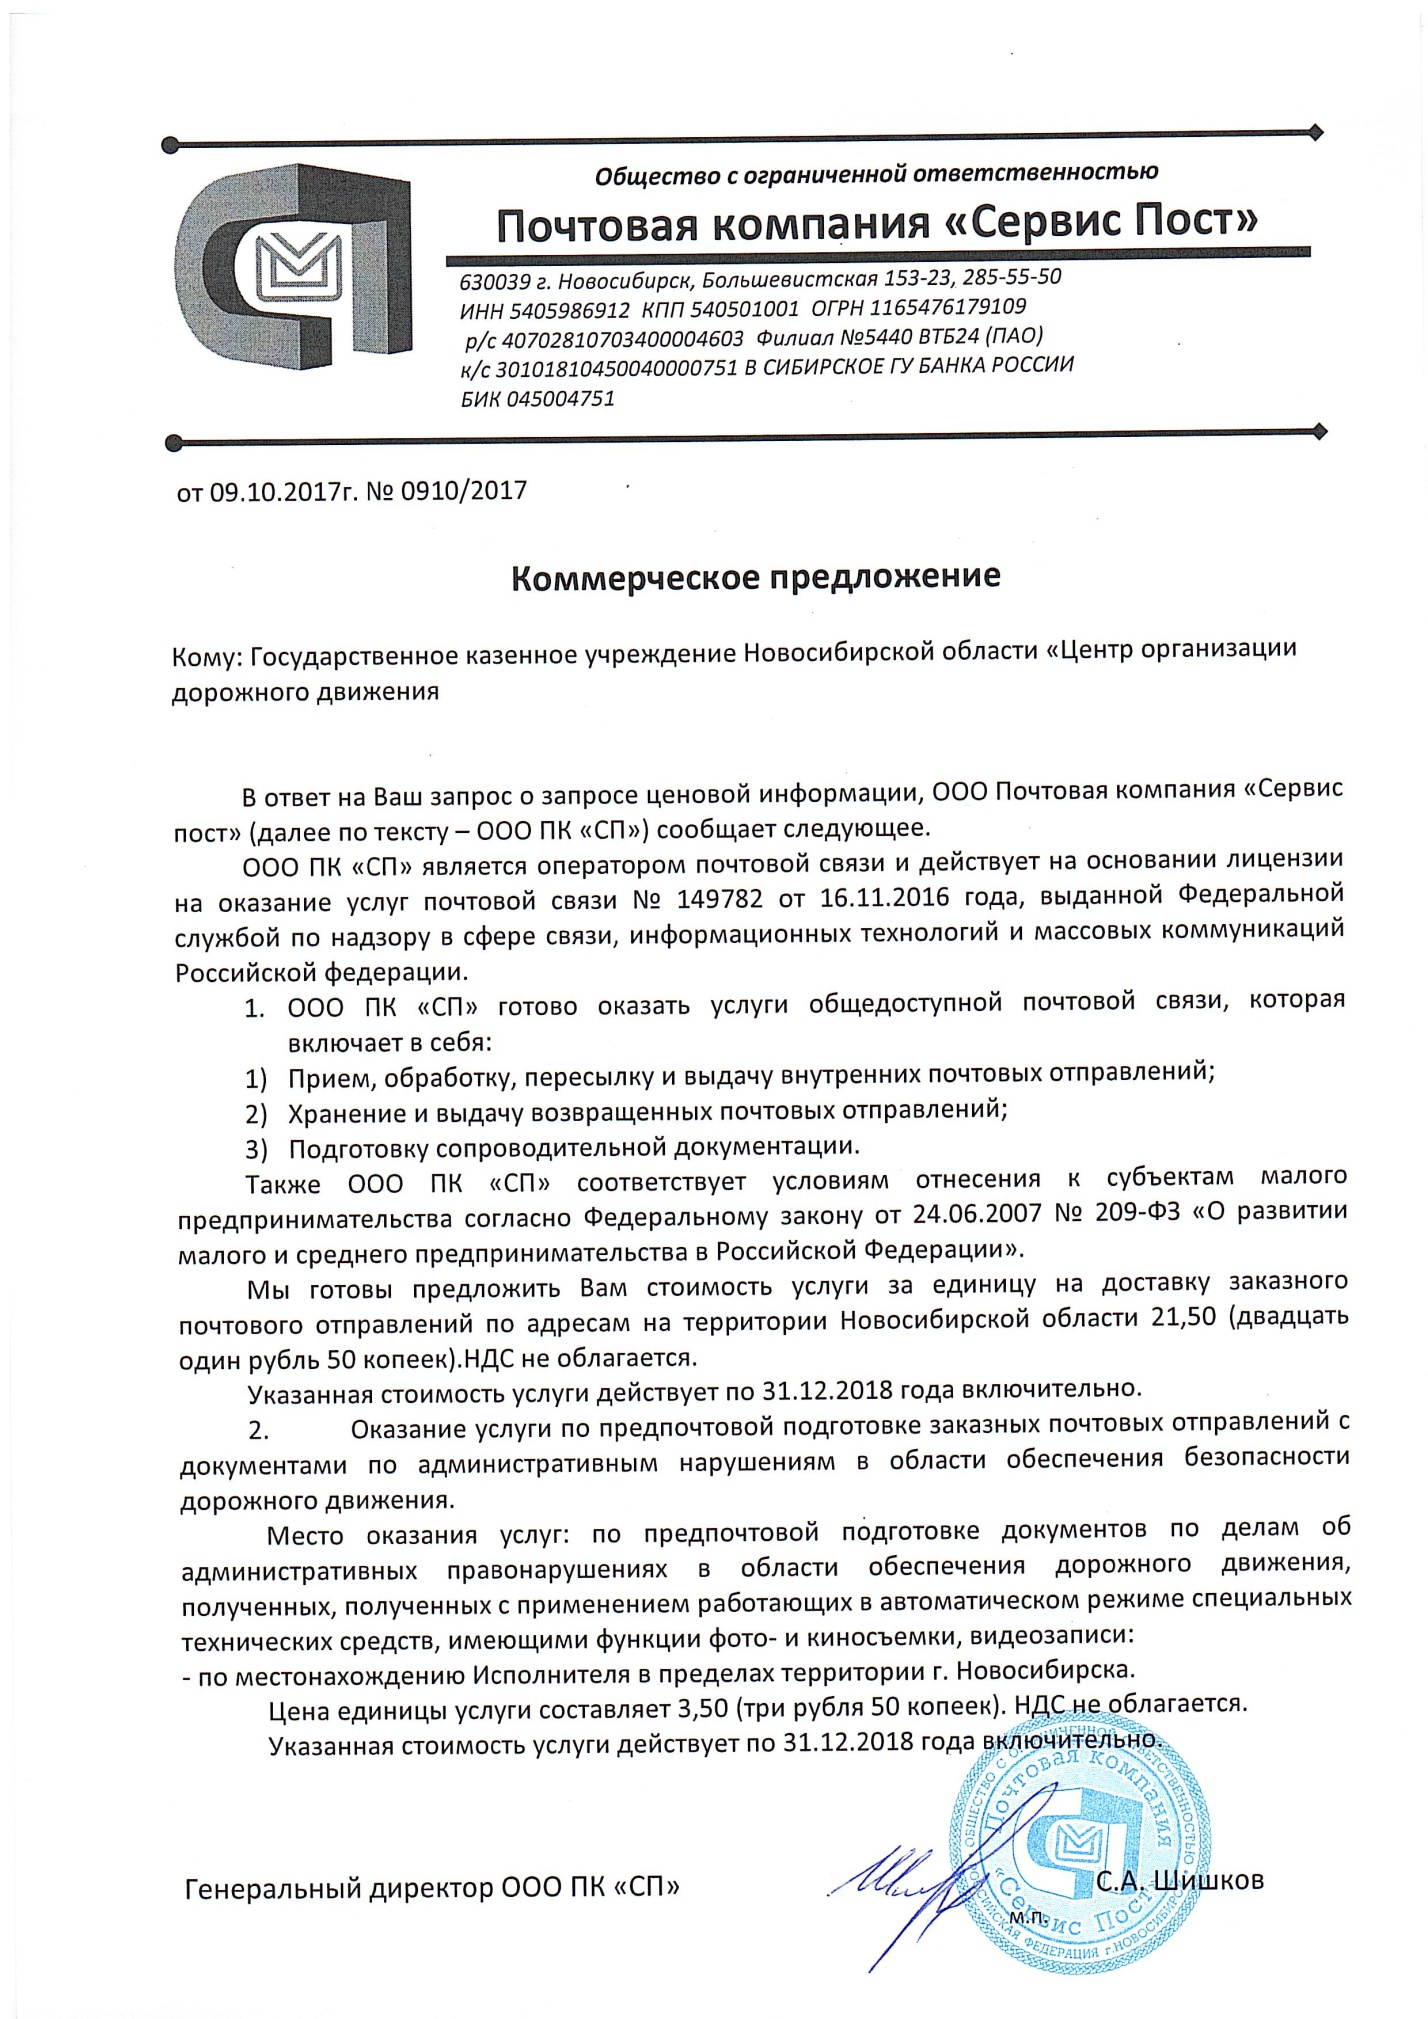 Общество с ограниченной ответственностью
Почтовая компания «Сервис Пост»
630039 г. Новосибирск, Большевистская 153-23, 285-55-50
ИНН 5405986912 КПП 540501001 ОГРН 1165476179109
р/с 40702810703400004603 Филиал №5440 ВТБ24 (ПАО)
к/с 30101810450040000751 В СИБИРСКОЕ ГУ БАНКА РОССИИ
БИК 045004751
от 09.10.2017г. № 0910/2017
Коммерческое предложение
Кому: Государственное казенное учреждение Новосибирской области «Центр организации
дорожного движения
В ответ на Ваш запрос о запросе ценовой информации, ООО Почтовая компания «Сервис
пост» (далее по тексту – ООО ПК «СП») сообщает следующее.
ООО ПК «СП» является оператором почтовой связи и действует на основании лицензии
на оказание услуг почтовой связи № 149782 от 16.11.2016 года, выданной Федеральной
службой по надзору в сфере связи, информационных технологий и массовых коммуникаций
Российской федерации.
1. ООО ПК «СП» готово оказать услуги общедоступной почтовой связи, которая
включает в себя:
1) Прием, обработку, пересылку и выдачу внутренних почтовых отправлений;
2) Хранение и выдачу возвращенных почтовых отправлений;
3) Подготовку сопроводительной документации.
Также ООО ПК «СП» соответствует условиям отнесения к субъектам малого
предпринимательства согласно Федеральному закону от 24.06.2007 № 209-ФЗ «О развитии
малого и среднего предпринимательства в Российской Федерации».
Мы готовы предложить Вам стоимость услуги за единицу на доставку заказного
почтового отправлений по адресам на территории Новосибирской области 21,50 (двадцать
один рубль 50 копеек).НДС не облагается.
Указанная стоимость услуги действует по 31.12.2018 года включительно.
2. Оказание услуги по предпочтовой подготовке заказных почтовых отправлений с
документами по административным нарушениям в области обеспечения безопасности
дорожного движения.
Место оказания услуг: по предпочтовой подготовке документов по делам об
административных правонарушениях в области обеспечения дорожного движения,
полученных, полученных с применением работающих в автоматическом режиме специальных
технических средств, имеющими функции фото- и киносъемки, видеозаписи:
- по местонахождению Исполнителя в пределах территории г. Новосибирска.
Цена единицы услуги составляет 3,50 (три рубля 50 копеек). НДС не облагается.
Указанная стоимость услуги действует по 31.12.2018 года включительно.
Генеральный директор ООО ПК «СП» С.А. Шишков
м.п.
ОБЩЕСТВО С ОГРАНИЧЕННОЙ ОТВЕТСТВЕННОСТЬЮ
Почтовая компания
«Сервис Пост»
РОССИЙСКАЯ ФЕДЕРАЦИЯ г.НОВОСИБИРСК